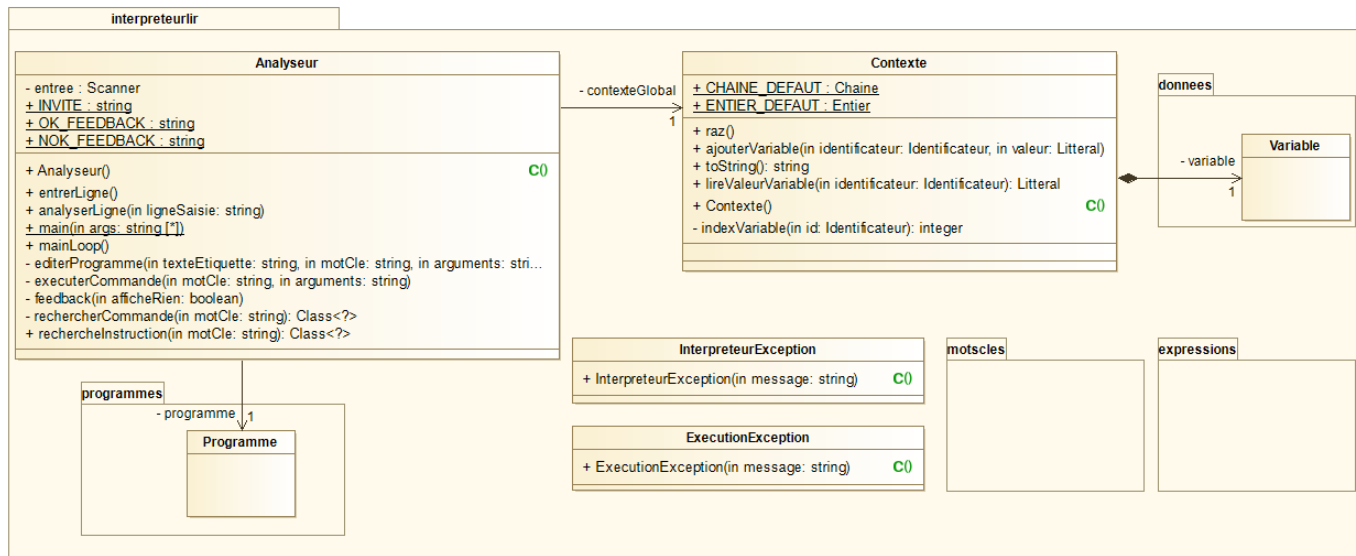 interpreteurlir
Analyseur
- entree : Scanner
+ INVITE : string
+ OK_FEEDBACK : string
+ NOK_FEEDBACK : string
+ Analyseur() C()
+ entrerLigne()
+ analyserLigne(in ligneSaisie: string)
+ main(in args: string [*])
+ mainLoop()
- editerProgramme(in texteEtiquette: string, in motCle: string, in arguments: stri...
- executerCommande(in motCle: string, in arguments: string)
- feedback(in afficheRien: boolean)
- rechercherCommande(in motCle: string): Class<?>
+ rechercheInstruction(in motCle: string): Class<?>
- contexteGlobal
1
Contexte
+ CHAINE_DEFAUT : Chaine
+ ENTIER_DEFAUT : Entier
+ raz()
+ ajouterVariable(in identificateur: Identificateur, in valeur: Litteral)
+ toString(): string
+ lireValeurVariable(in identificateur: Identificateur): Litteral
+ Contexte() C()
- indexVariable(in id: Identificateur): integer
donnees
- variable
1
Variable
programmes
- programme
1
Programme
InterpreteurException
+ InterpreteurException(in message: string) C()
ExecutionException
+ ExecutionException(in message: string) C()
motscles
expressions